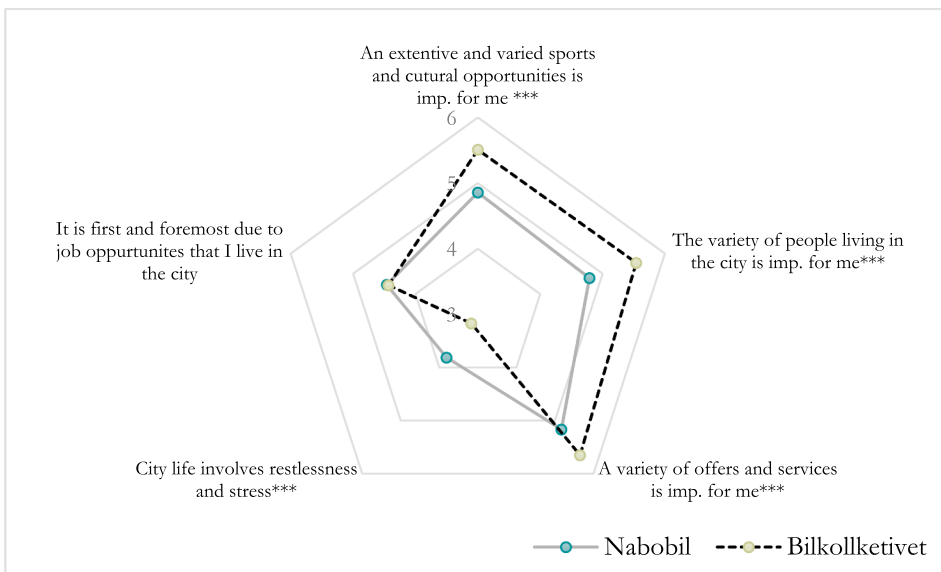 An extentive and varied sports
and cutural opportunities is
imp. for me ***
6
5
4
3
The variety of people living in
the city is imp. for me***
A variety of offers and services
is imp. for me***
City life involves restlessness
and stress***
It is first and foremost due to
job oppurtunites that I live in
the city
Nabobil
Bilkollketivet